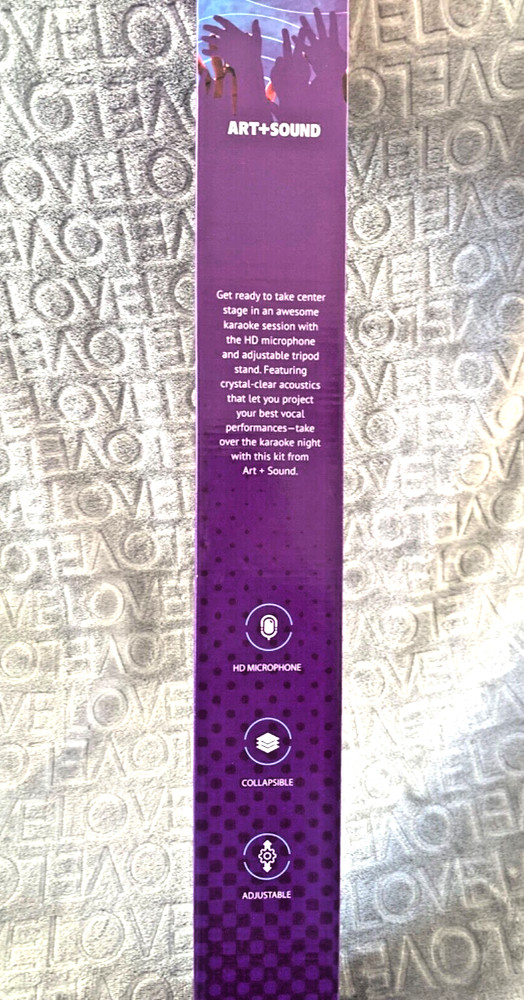 ART+SOUND
Get ready to take center
stage in an awesome
karaoke session with
the HD microphone
and adjustable tripod
stand. Featuring
crystal-clear acoustics
that let you project
your best vocal
performances—take
over the karaoke night
with this kit from
Art + Sound.
HD MICROPHONE
COLLAPSIBLE
ADJUSTABLE
LOVE